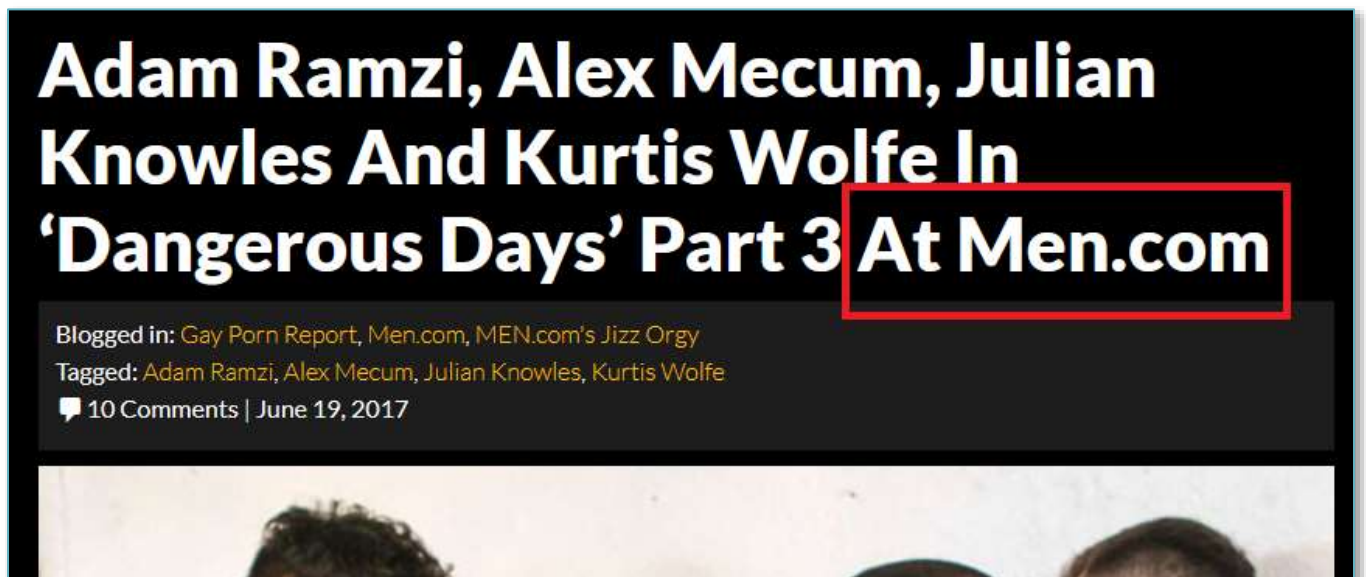 Adam Ramzi, Alex Mecum, Julian
Knowles And Kurtis Wolfe In
‘Dangerous Days’ Part 3 At Men.com
Blogged in: Gay Porn Report, Men.com, MEN.com's Jizz Orgy
Tagged: Adam Ramzi, Alex Mecum, Julian Knowles, Kurtis Wolfe
10 Comments | June 19, 2017